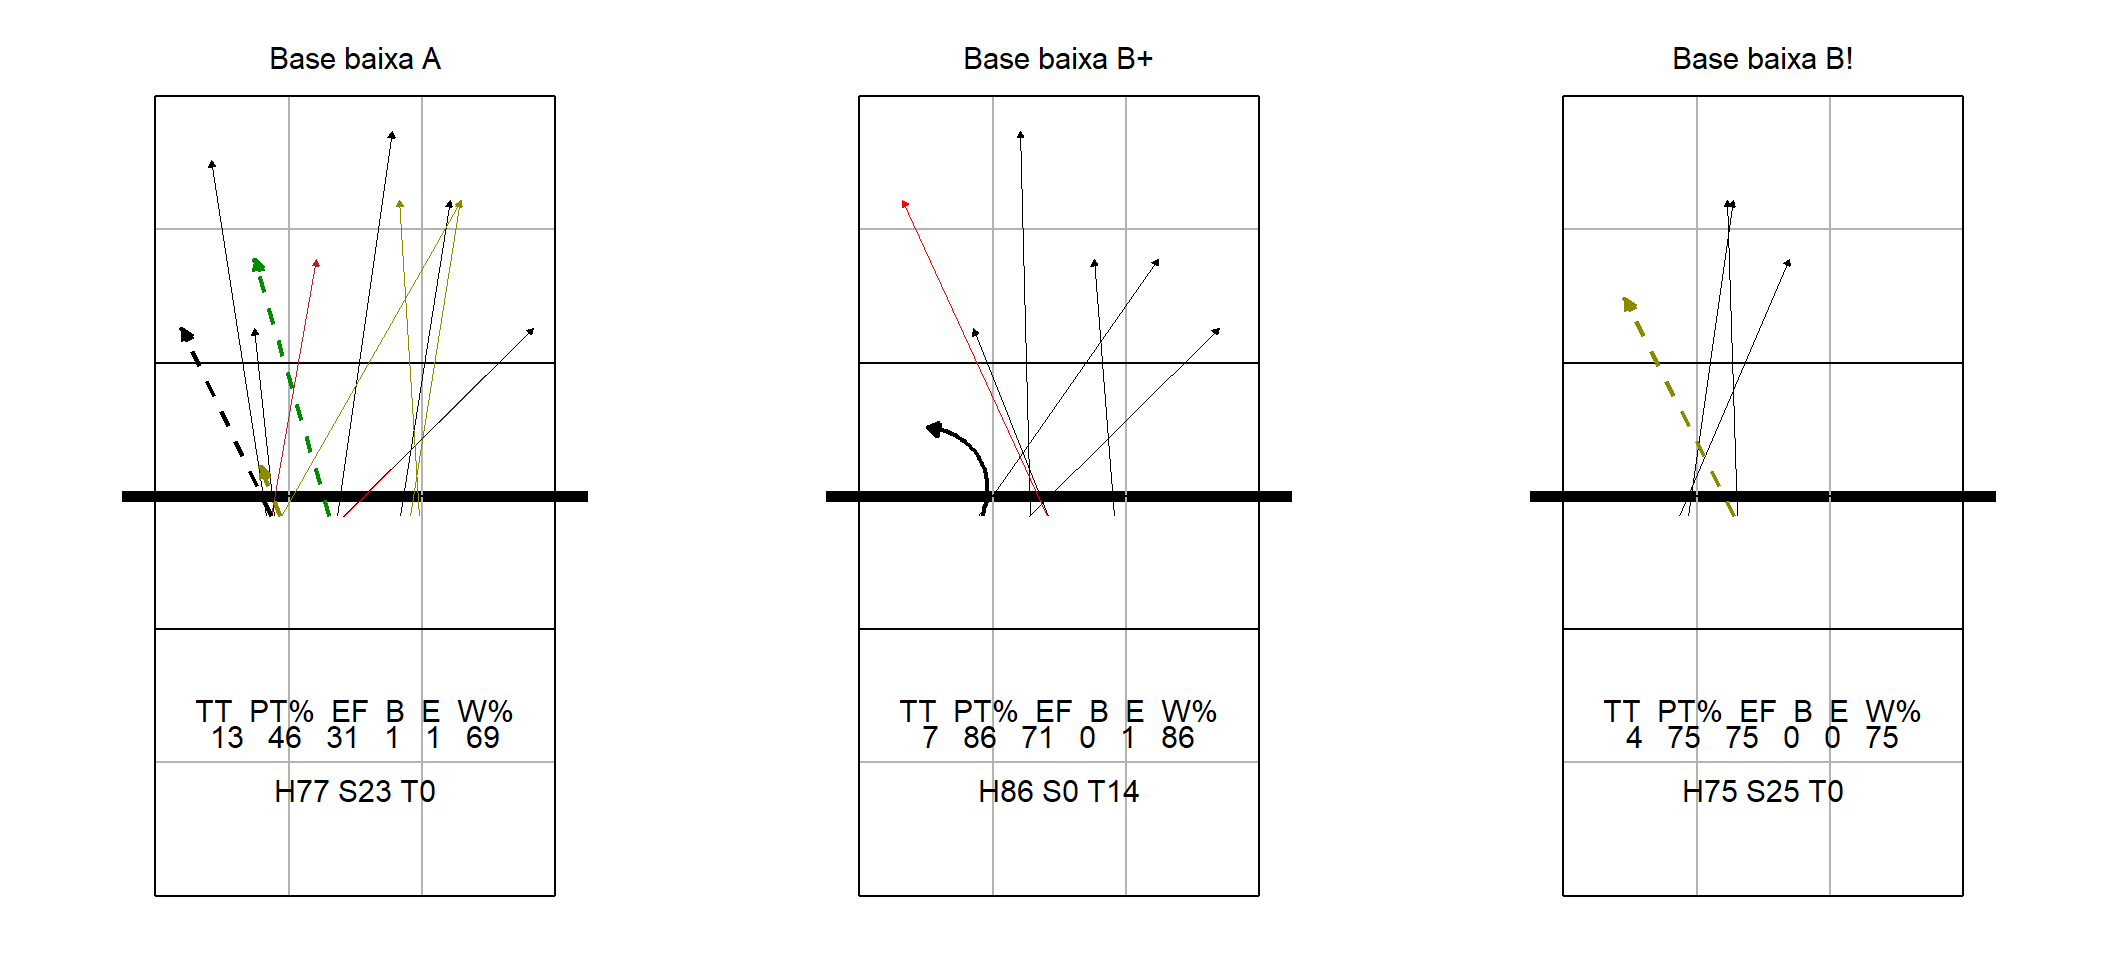 Base baixa A
TT PT% EF B E W%
13 46 31 1 1 69
H77 S23 T0
Base baixa B+
TT PT% EF B E W%
7 86 71 0 1 86
H86 S0 T14
Base baixa B!
TT PT% EF B E W%
4 75 75 0 0 75
H75 S25 T0